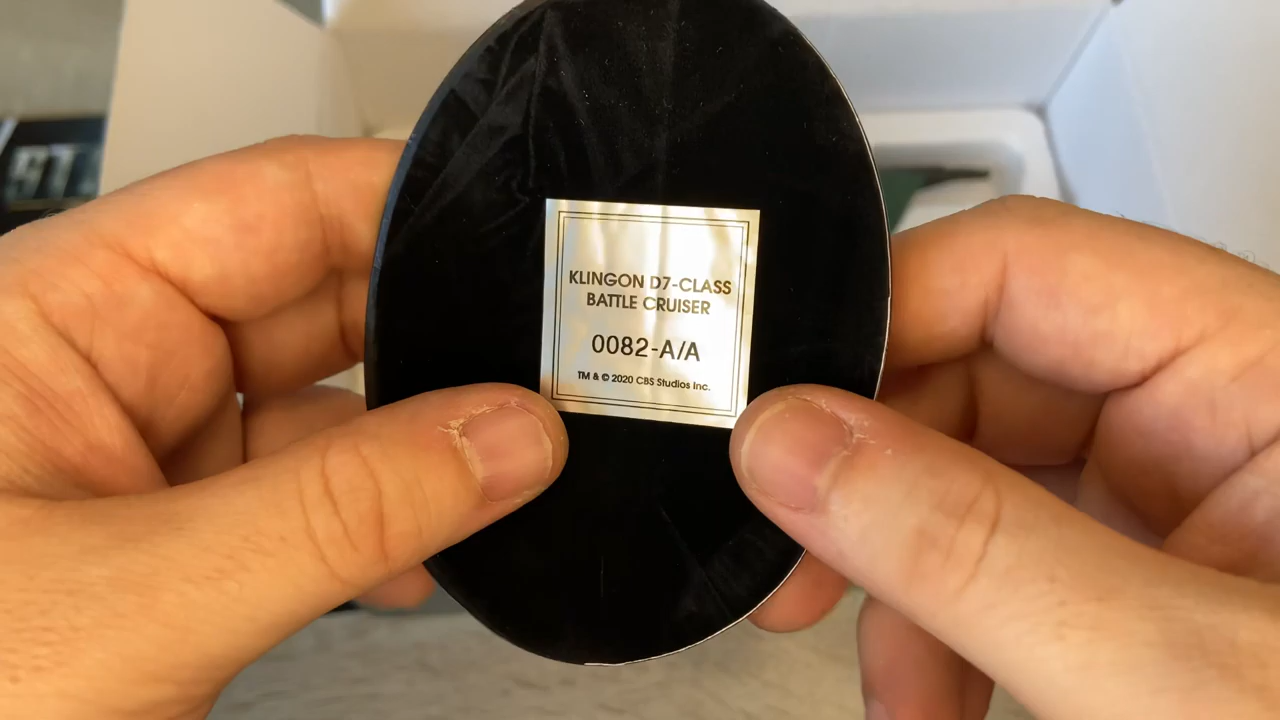 KLINGON D7-CLASS
BATTLE CRUISER
0082-A/A
TM & © 2020 CBS Studios Inc.